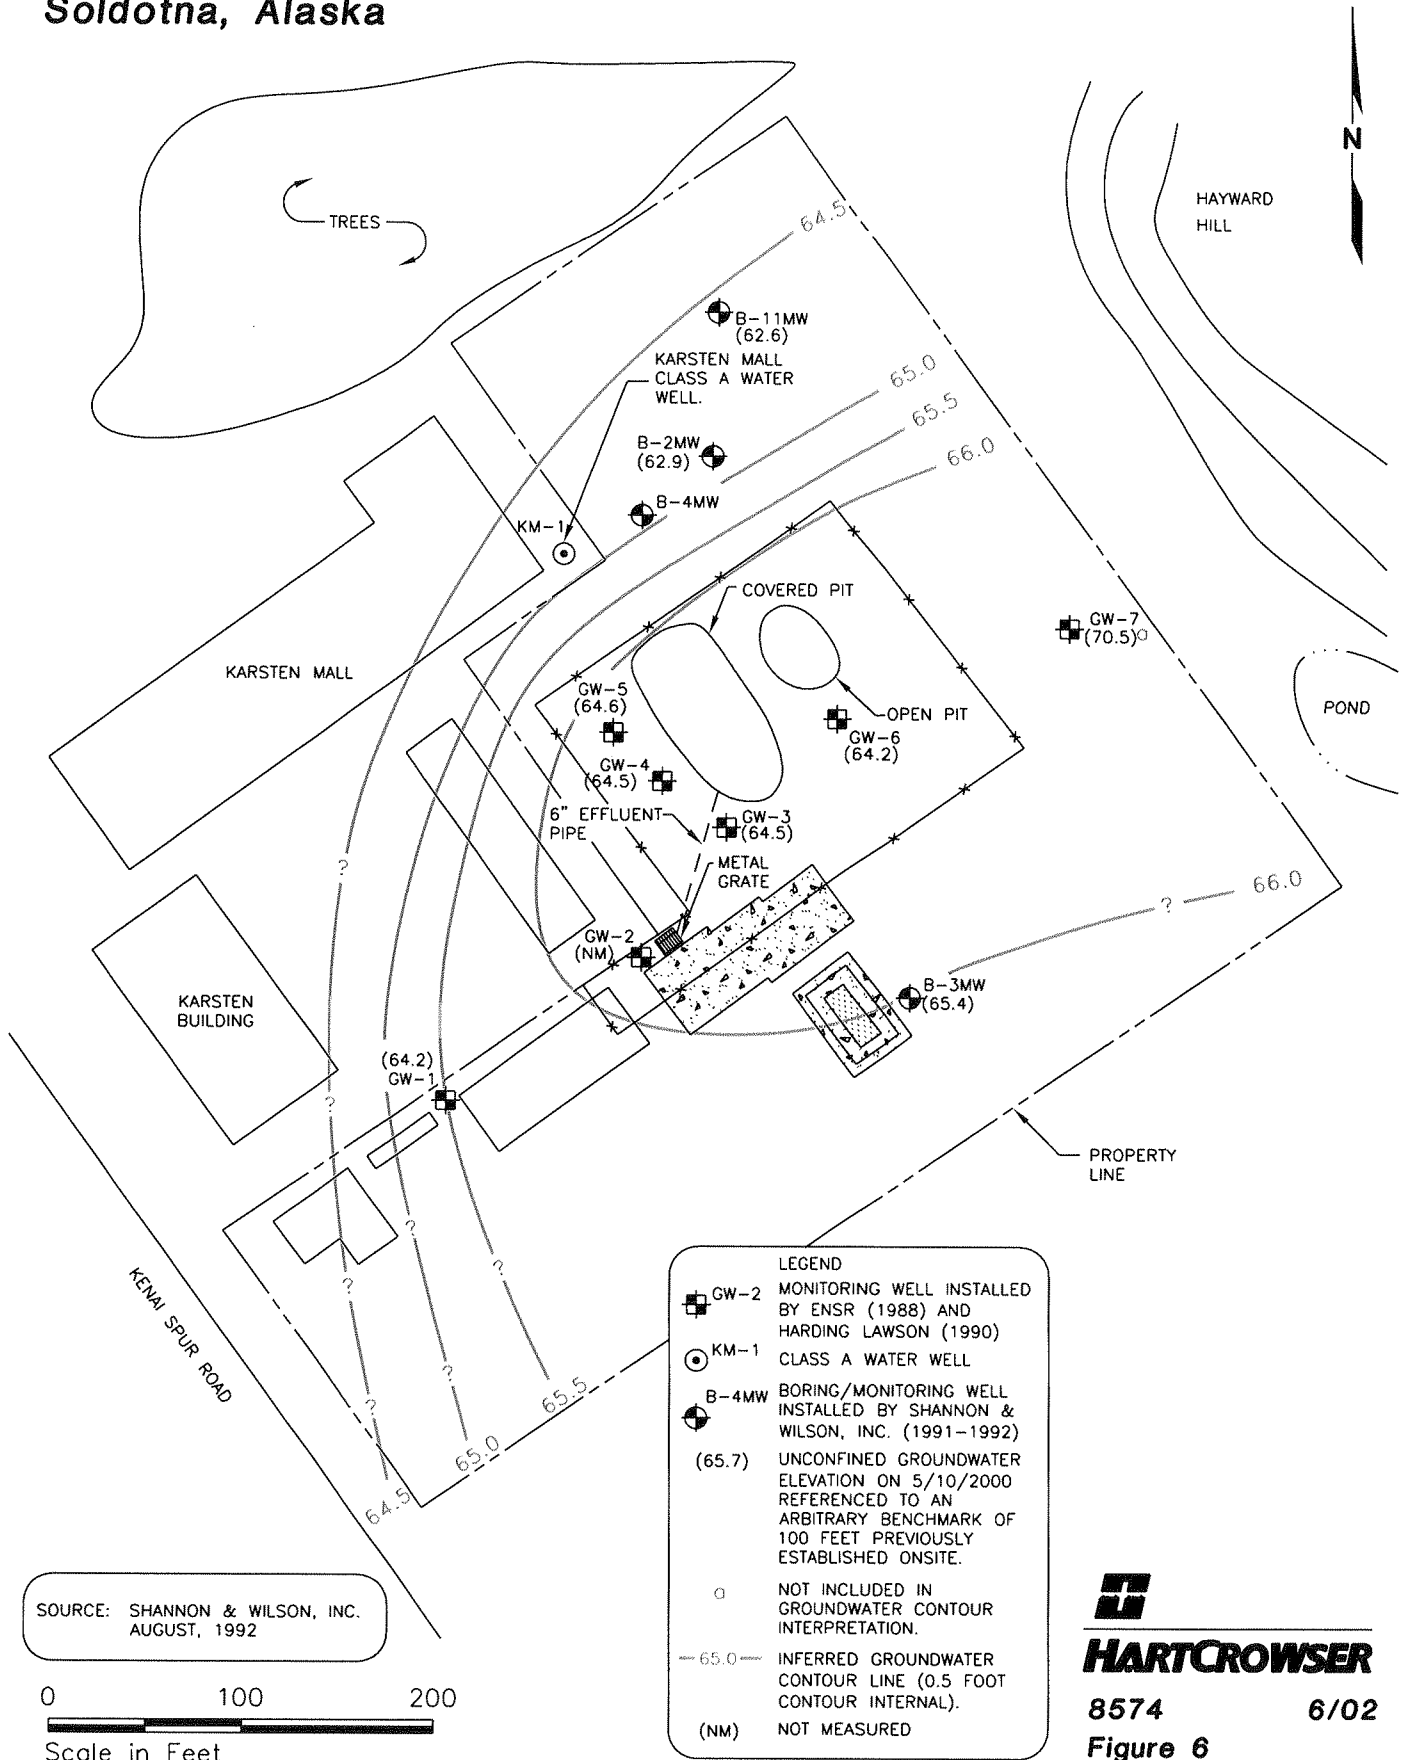 Soldotna, Alaska
N
HAYWARD
HILL
TREES
64.5
B-11MW
(62.6)
KARSTEN MALL
CLASS A WATER
WELL.
65.0
65.5
66.0
B-2MW
(62.9)
B-4MW
KM-1
COVERED PIT
GW-7
(70.5)a
KARSTEN MALL
GW-5
(64.6)
OPEN PIT
POND
GW-6
(64.2)
GW-4
(64.5)
6" EFFLUENT
PIPE
GW-3
(64.5)
METAL
GRATE
?
66.0
?
GW-2
(NM)
B-3MW
(65.4)
KARSTEN
BUILDING
(64.2)
GW-1
?
PROPERTY
LINE
?
?
?
?
?
KENAI SPUR ROAD
65.5
65.0
64.5
LEGEND
GW-2 MONITORING WELL INSTALLED
BY ENSR (1988) AND
HARDING LAWSON (1990)
KM-1 CLASS A WATER WELL
B-4MW BORING/MONITORING WELL
INSTALLED BY SHANNON &
WILSON, INC. (1991-1992)
(65.7) UNCONFINED GROUNDWATER
ELEVATION ON 5/10/2000
REFERENCED TO AN
ARBITRARY BENCHMARK OF
100 FEET PREVIOUSLY
ESTABLISHED ONSITE.
a NOT INCLUDED IN
GROUNDWATER CONTOUR
INTERPRETATION.
65.0 INFERRED GROUNDWATER
CONTOUR LINE (0.5 FOOT
CONTOUR INTERNAL).
(NM) NOT MEASURED
SOURCE: SHANNON & WILSON, INC.
AUGUST, 1992
0 100 200
Scale in Feet
HARTCROWSER
8574 6/02
Figure 6